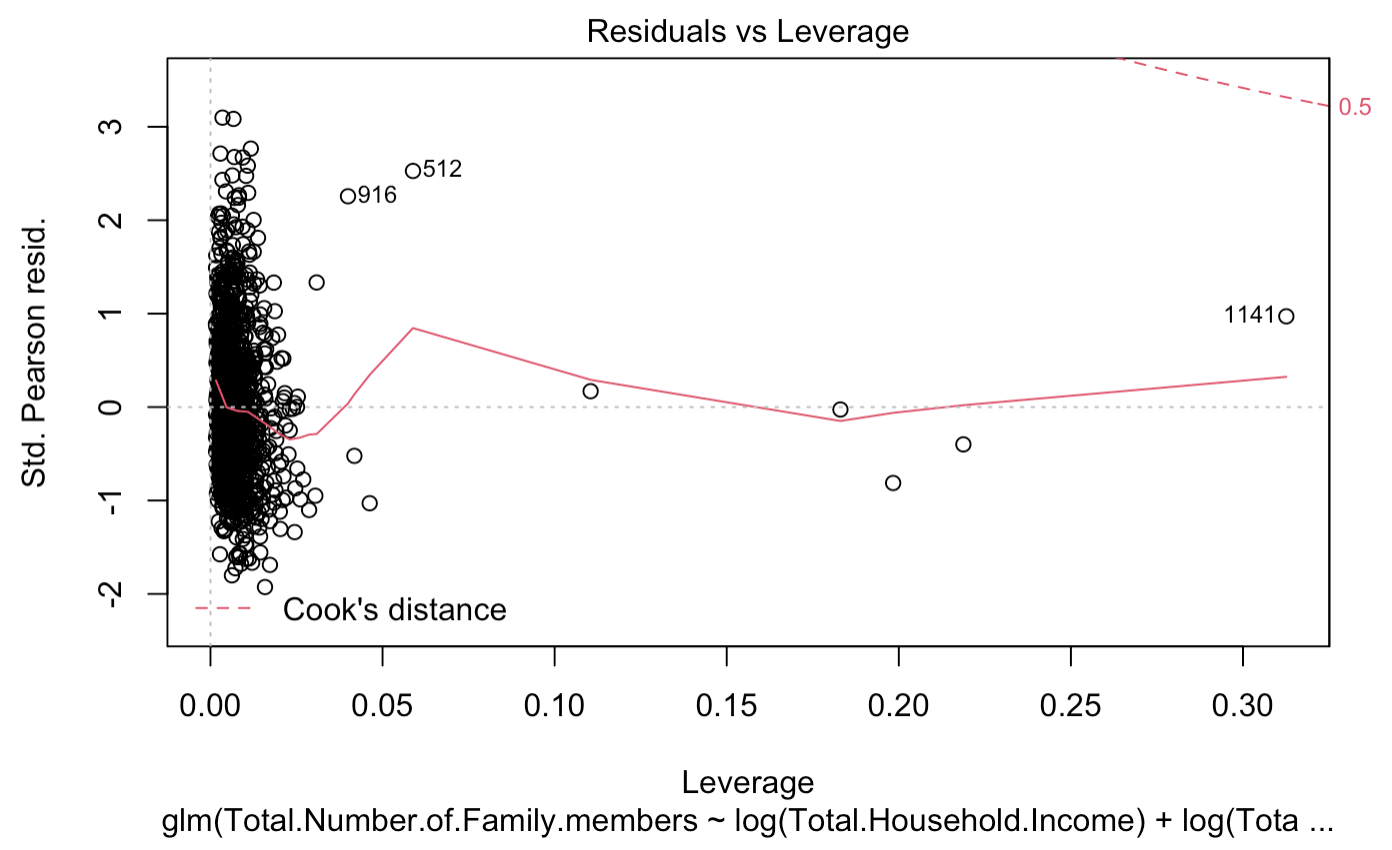 Residuals vs Leverage
0.5
3
2
1
0
-1
-2
Std. Pearson resid.
512
916
1141
Cook's distance
0.00 0.05 0.10 0.15 0.20 0.25 0.30
Leverage
glm(Total.Number.of.Family.members ~ log(Total.Household.Income) + log(Tota ...